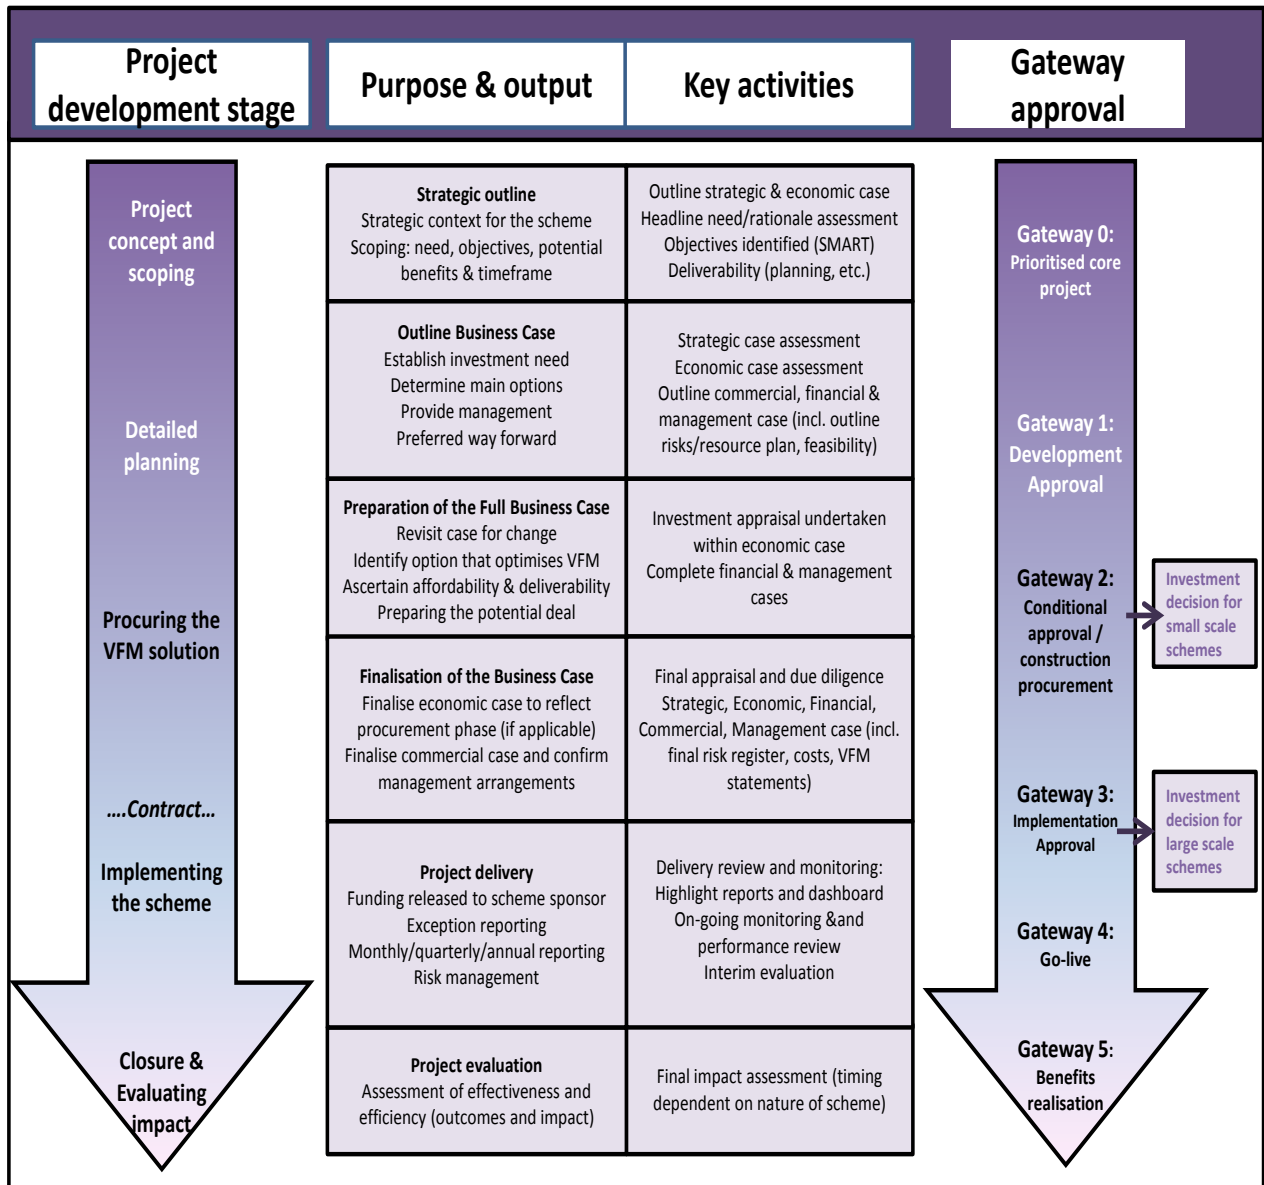 Project
development stage
Purpose & output
Key activities
Gateway
approval
Project
concept and
scoping
Detailed
planning
Procuring the
VFM solution
....Contract...
Implementing
the scheme
Closure &
Evaluating
impact
Strategic outline
Strategic context for the scheme
Scoping: need, objectives, potential
benefits & timeframe
Outline strategic & economic case
Headline need/rationale assessment
Objectives identified (SMART)
Deliverability (planning, etc.)
Outline Business Case
Establish investment need
Determine main options
Provide management
Preferred way forward
Strategic case assessment
Economic case assessment
Outline commercial, financial &
management case (incl. outline
risks/resource plan, feasibility)
Preparation of the Full Business Case
Revisit case for change
Identify option that optimises VFM
Ascertain affordability & deliverability
Preparing the potential deal
Investment appraisal undertaken
within economic case
Complete financial & management
cases
Finalisation of the Business Case
Finalise economic case to reflect
procurement phase (if applicable)
Finalise commercial case and confirm
management arrangements
Final appraisal and due diligence
Strategic, Economic, Financial,
Commercial, Management case (incl.
final risk register, costs, VFM
statements)
Project delivery
Funding released to scheme sponsor
Exception reporting
Monthly/quarterly/annual reporting
Risk management
Delivery review and monitoring:
Highlight reports and dashboard
On-going monitoring &and
performance review
Interim evaluation
Project evaluation
Assessment of effectiveness and
efficiency (outcomes and impact)
Final impact assessment (timing
dependent on nature of scheme)
Gateway 0:
Prioritised core
project
Gateway 1:
Development
Approval
Gateway 2:
Conditional
approval /
construction
procurement
Investment
decision for
small scale
schemes
Gateway 3:
Implementation
Approval
Investment
decision for
large scale
schemes
Gateway 4:
Go-live
Gateway 5:
Benefits
realisation